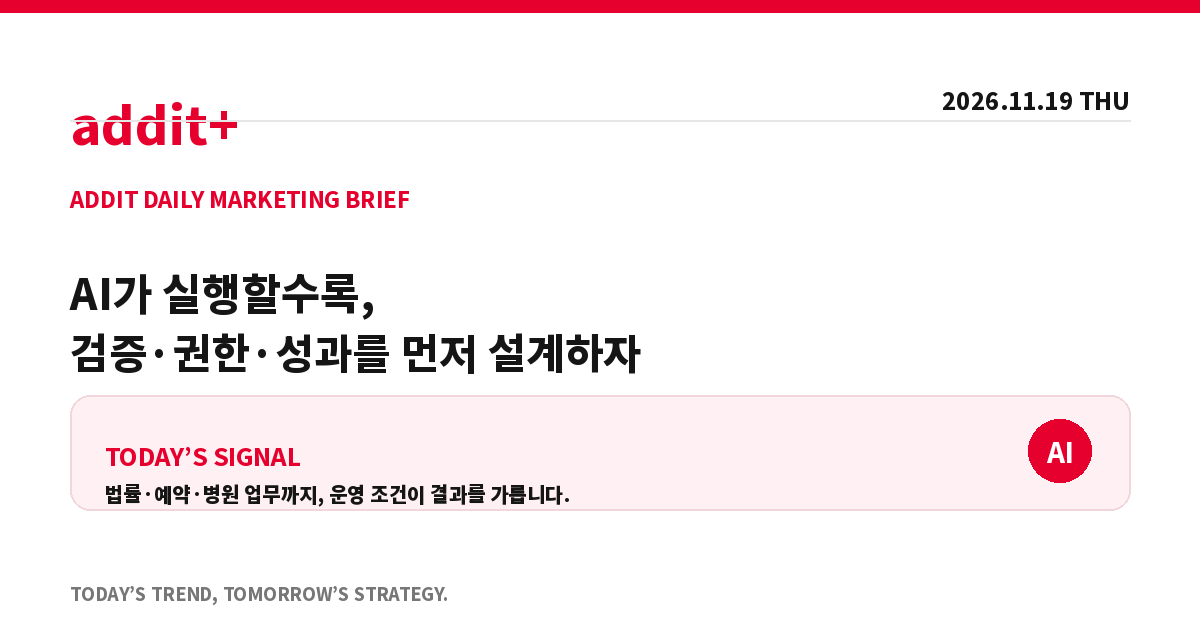 addit+
2026.11.19 THU
ADDIT DAILY MARKETING BRIEF
AI가 실행할수록,
검증·권한·성과를 먼저 설계하자
TODAY’S SIGNAL
법률·예약·병원 업무까지, 운영 조건이 결과를 가릅니다.
AI
TODAY’S TREND, TOMORROW’S STRATEGY.